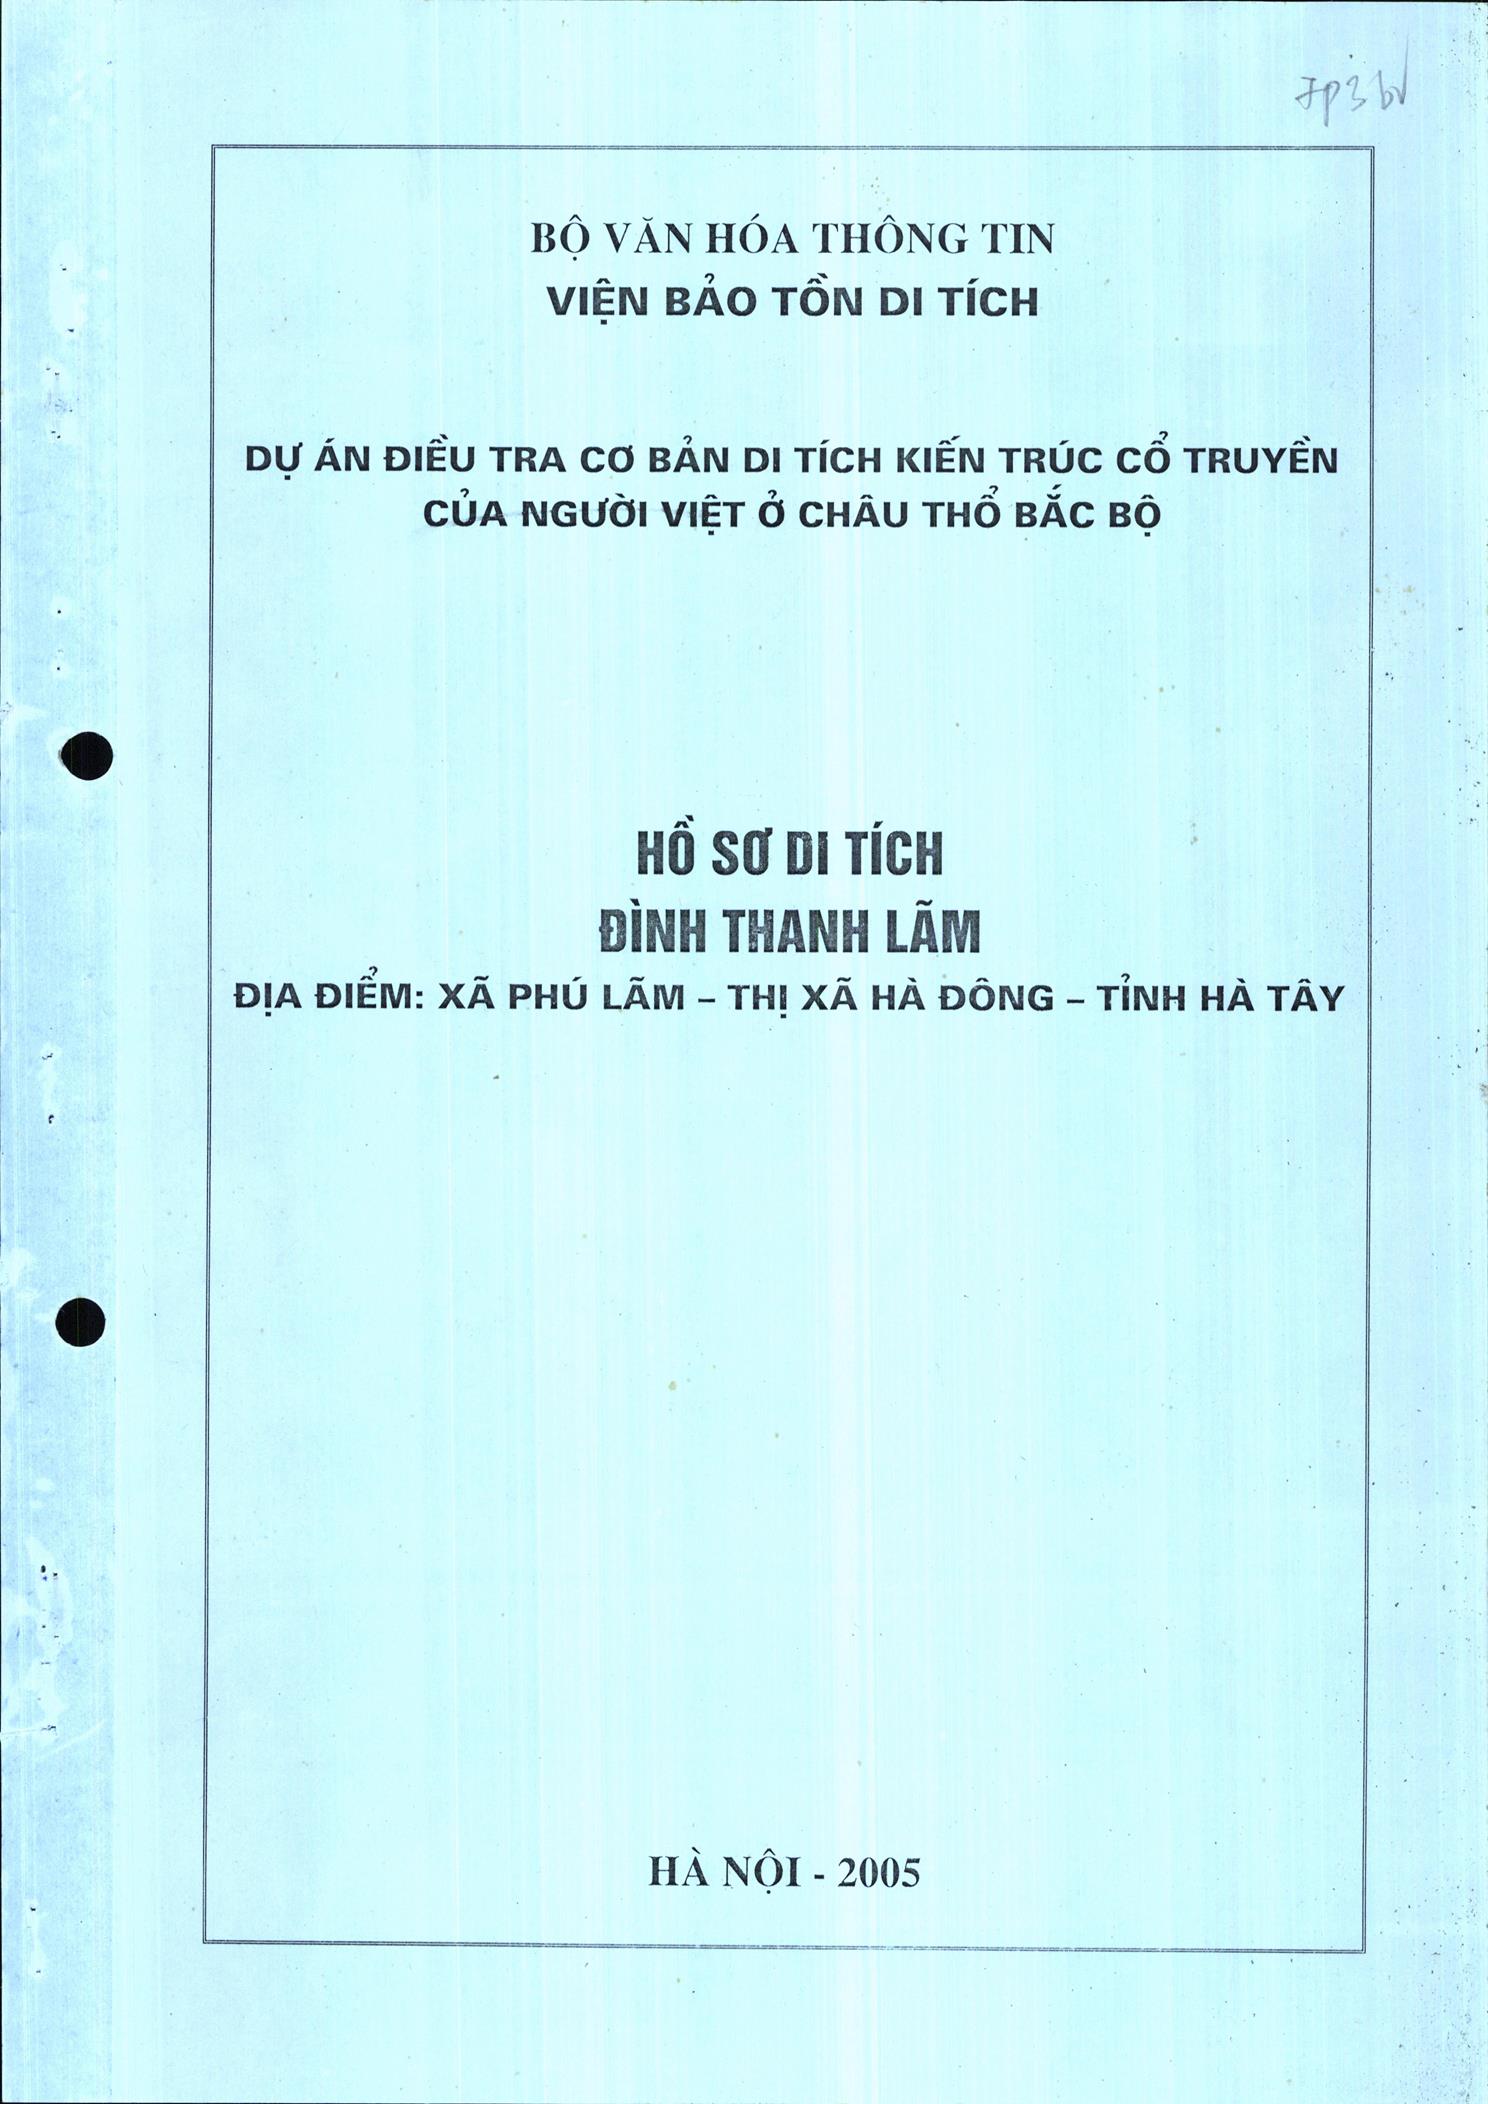 BỘ VĂN HÓA THÔNG TIN
VIỆN BẢO TỒN DI TÍCH
DỰ ÁN ĐIỀU TRA CƠ BẢN DI TÍCH KIẾN TRÚC CỔ TRUYỀN
CỦA NGƯỜI VIỆT Ở CHÂU THỔ BẮC BỘ
HỒ SƠ DI TÍCH
ĐÌNH THANH LÃM
ĐỊA ĐIỂM: XÃ PHÚ LÃM – THỊ XÃ HÀ ĐÔNG – TỈNH HÀ TÂY
HÀ NỘI - 2005